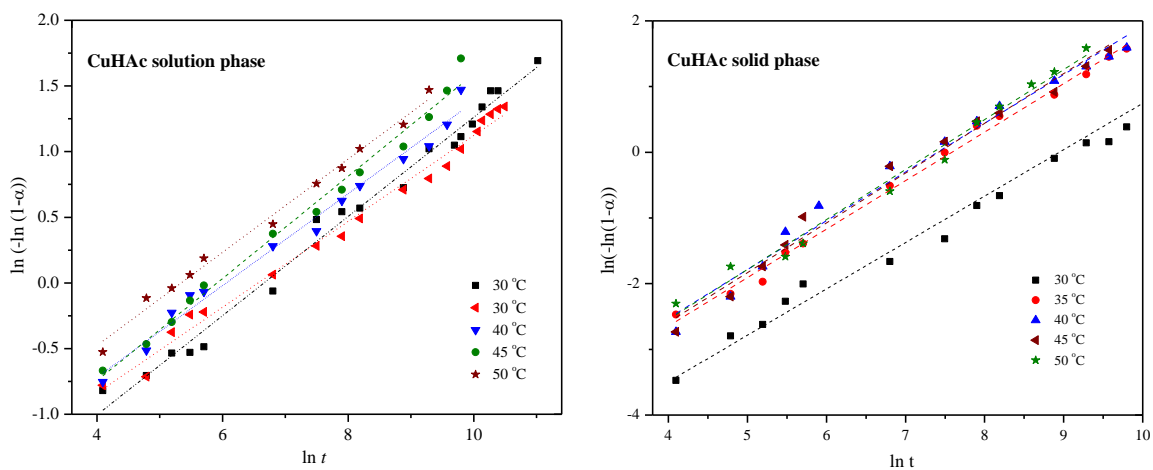 CuHAc solution phase
ln (-ln (1-α))
2.0
1.5
1.0
0.5
0.0
-0.5
-1.0
4
6
8
10
ln t
30 °C
30 °C
40 °C
45 °C
50 °C
CuHAc solid phase
ln(-ln(1-α))
2
0
-2
-4
4
5
6
7
8
9
10
ln t
30 °C
35 °C
40 °C
45 °C
50 °C